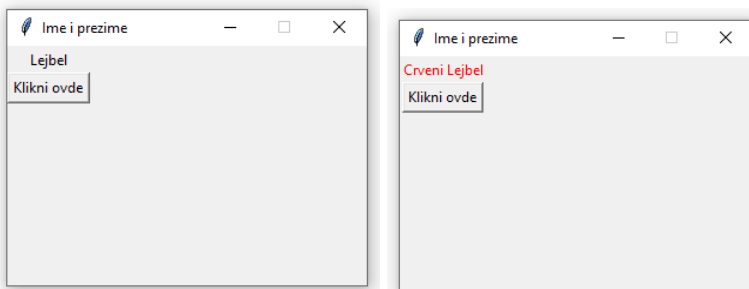 Ime i prezime
Lejbel
Klikni ovde
Ime i prezime
Crveni Lejbel
Klikni ovde